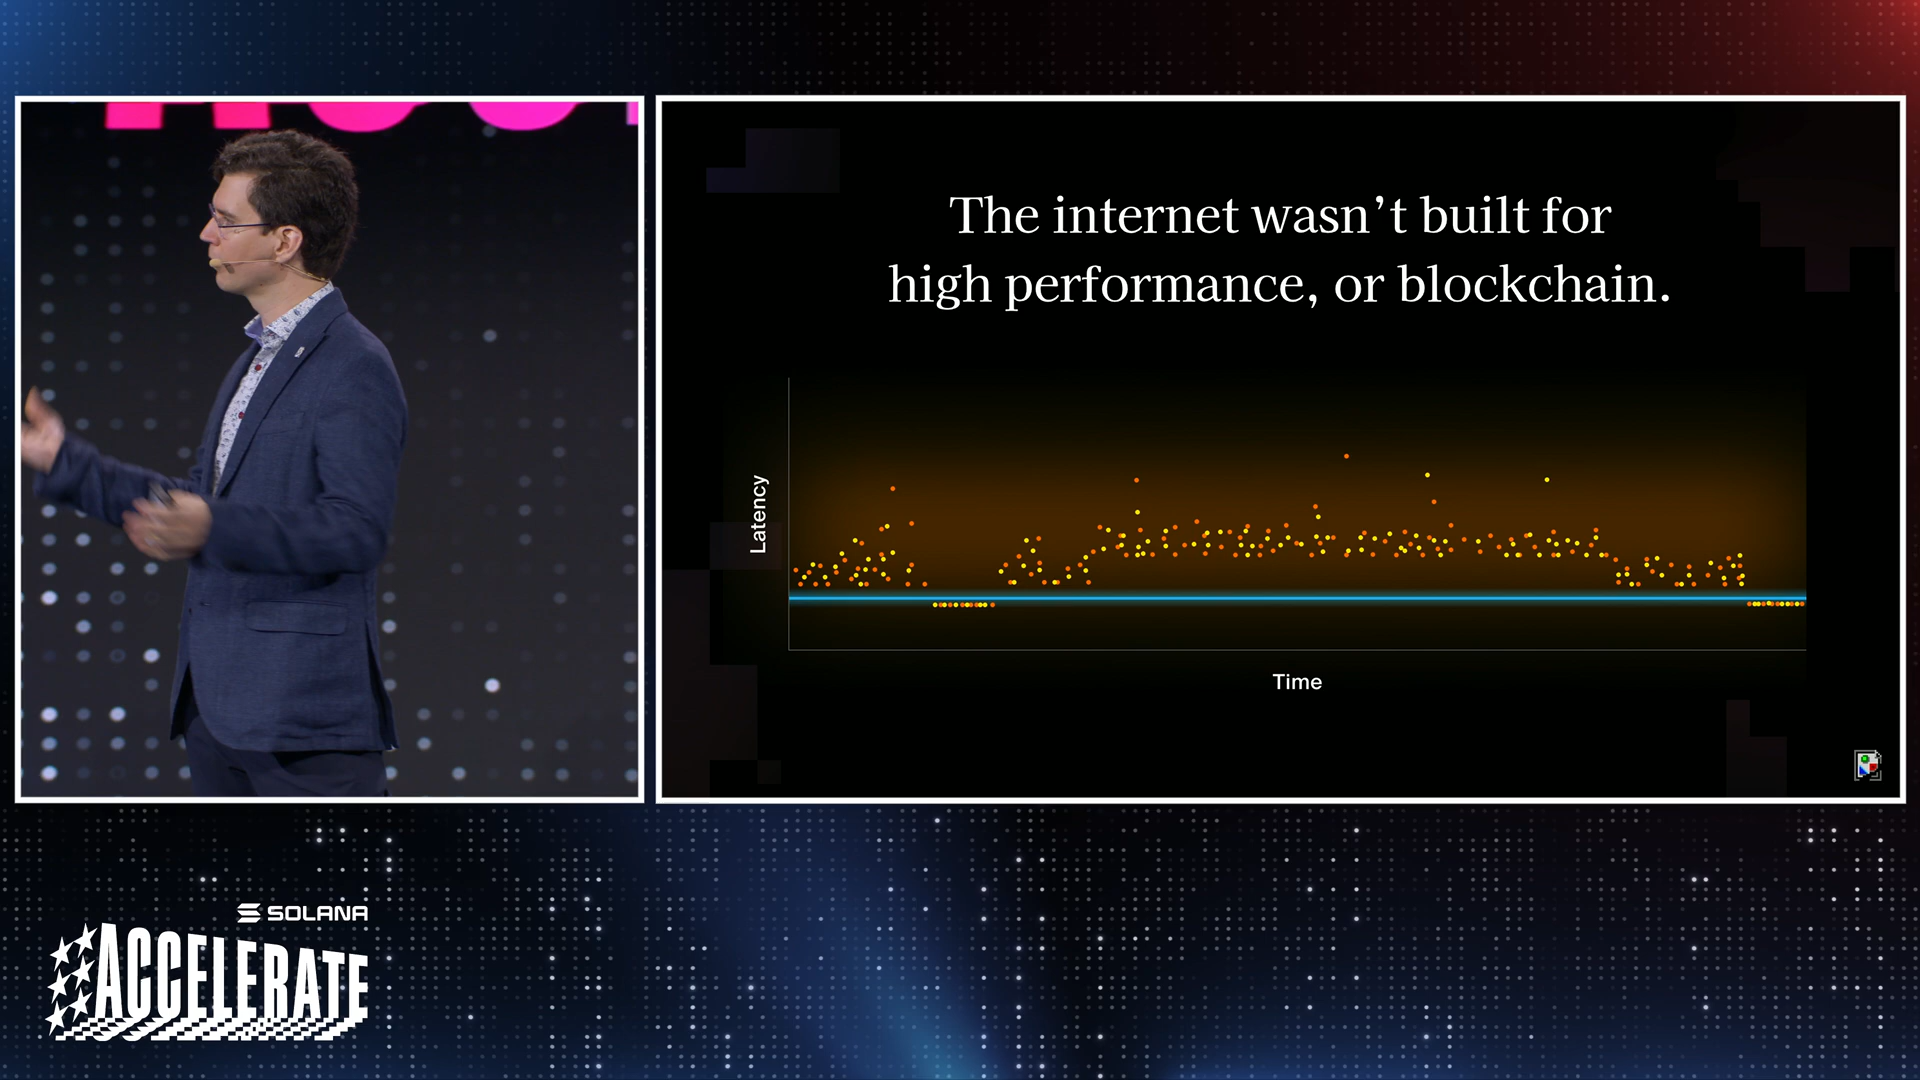 The internet wasn’t built for
high performance, or blockchain.
Latency
Time
SOLANA
ACCELERATE